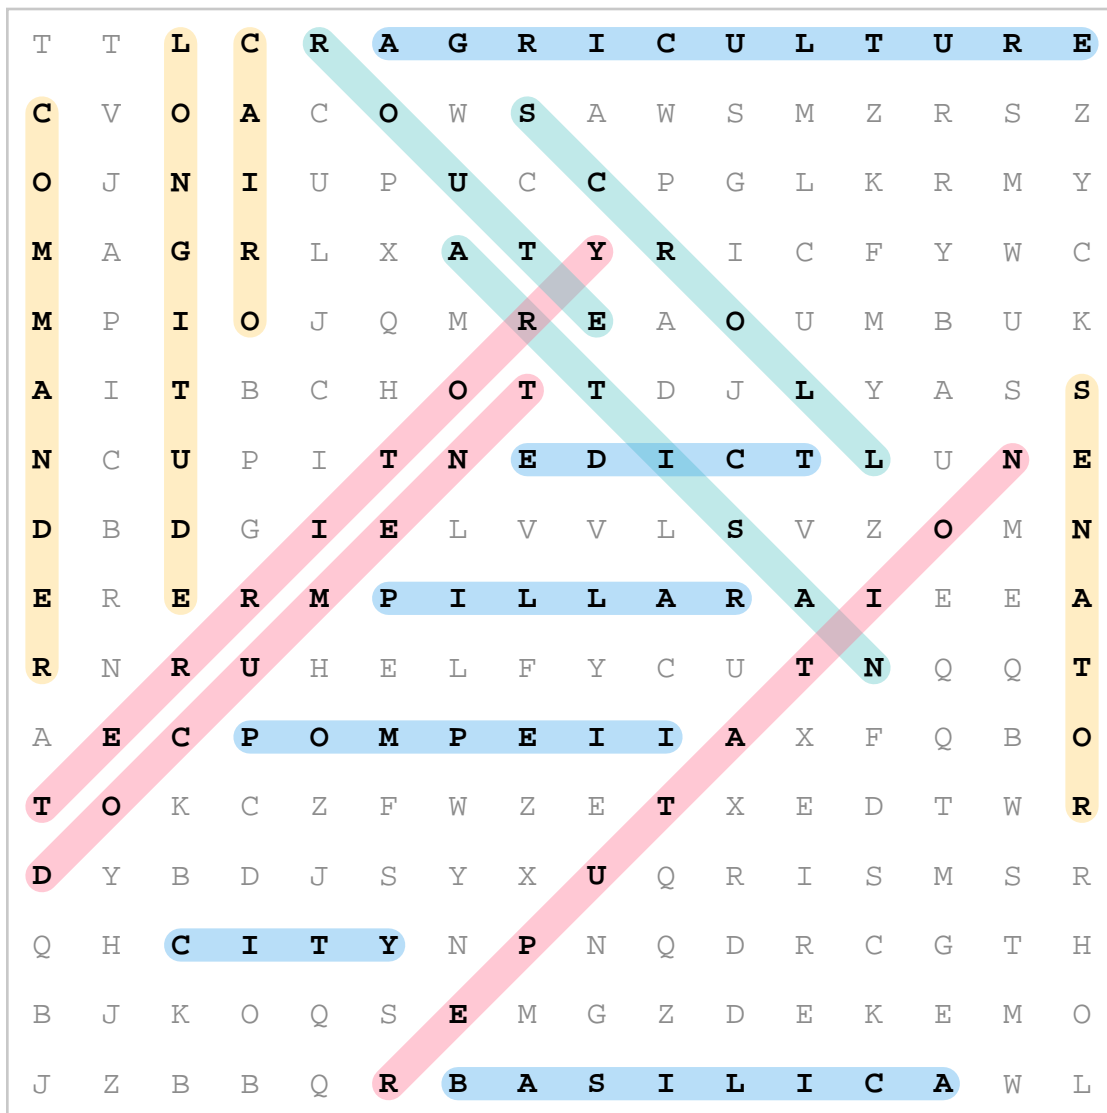 T T L C R A G R I C U L T U R E
C V O A C O W S A W S M Z R S Z
O J N I U P U C C P G L K R M Y
M A G R L X A T Y R I C F Y W C
M P I O J Q M R E A O U M B U K
A I T B C H O T T D J L Y A S S
N C U P I T N E D I C T L U N E
D B D G I E L V V L S V Z O M N
E R E R M P I L L A R A I E E A
R N R U H E L F Y C U T N Q Q T
A E C P O M P E I I A X F Q B O
T O K C Z F W Z E T X E D T W R
D Y B D J S Y X U Q R I S M S R
Q H C I T Y N P N Q D R C G T H
B J K O Q S E M G Z D E K E M O
J Z B B Q R B A S I L I C A W L